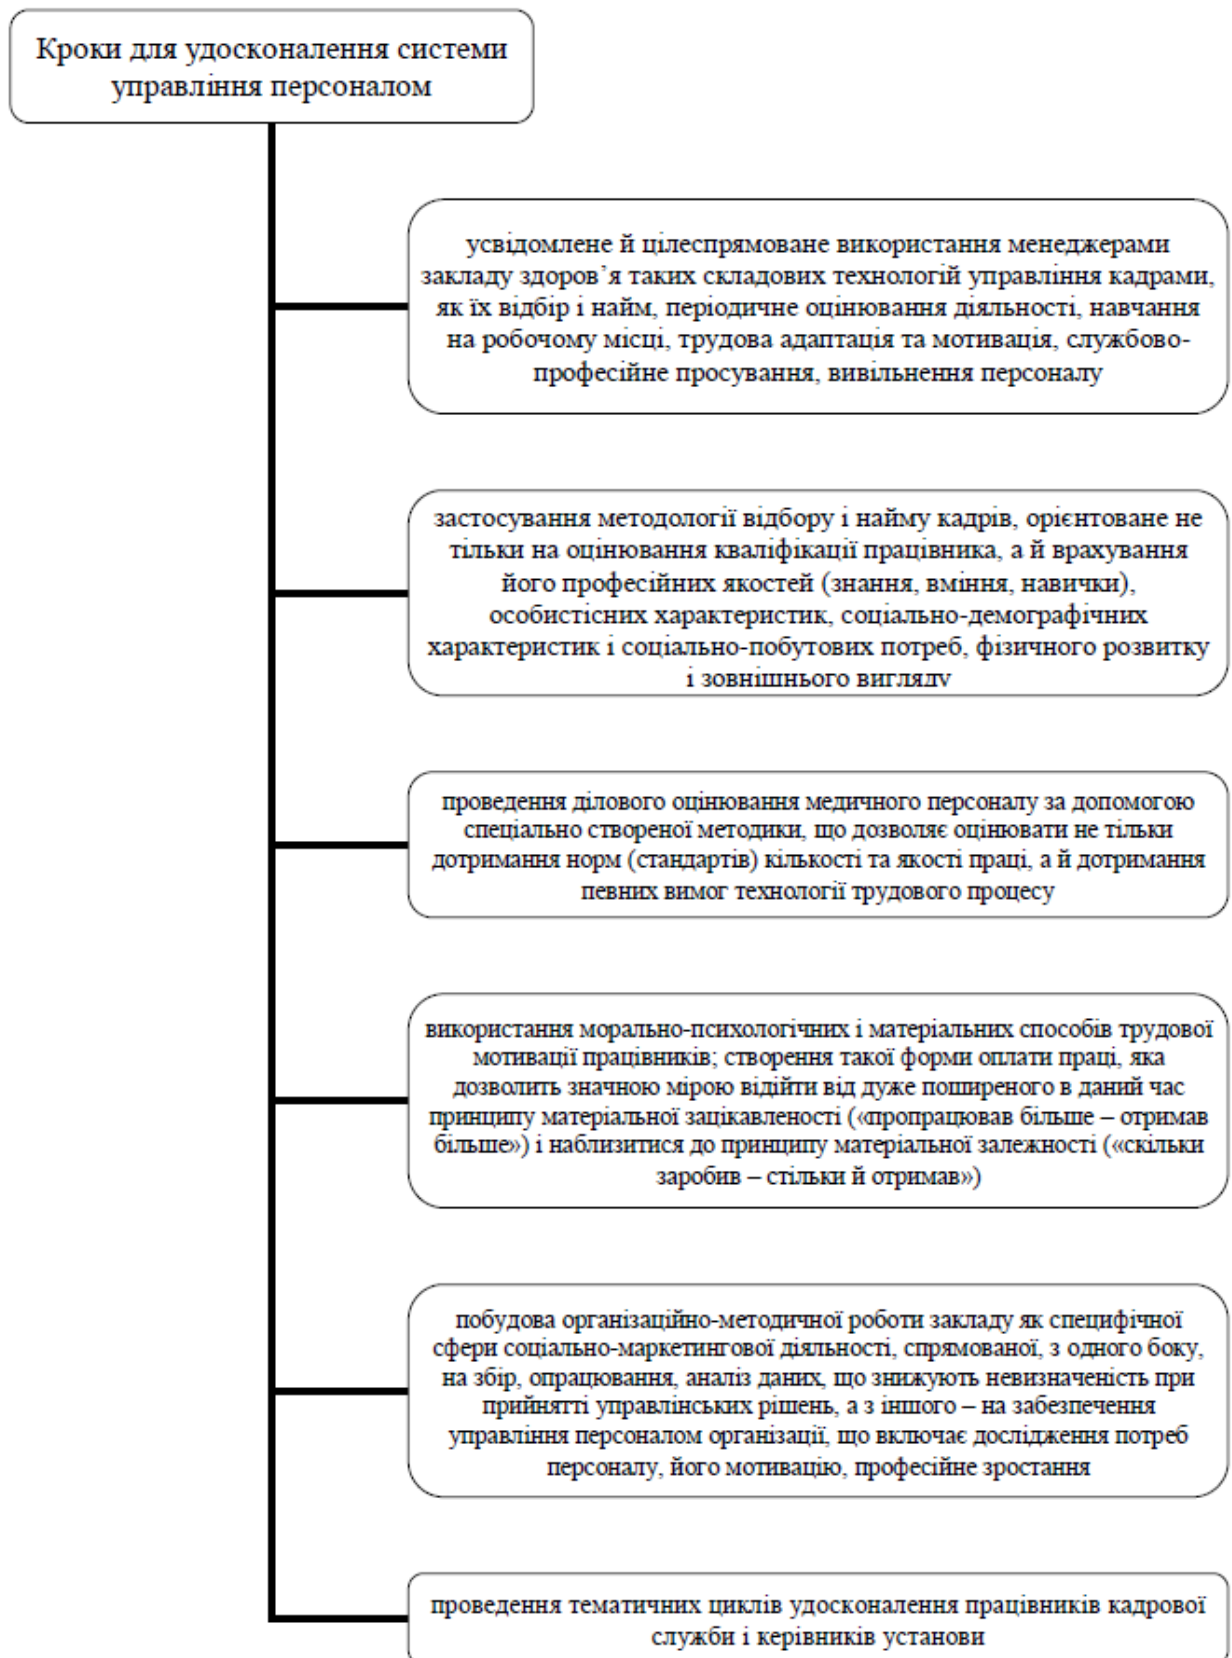 Кроки для удосконалення системи
управління персоналом
усвідомлене й цілеспрямоване використання менеджерами
закладу здоров’я таких складових технологій управління кадрами,
як їх відбір і найм, періодичне оцінювання діяльності, навчання
на робочому місці, трудова адаптація та мотивація, службово-
професійне просування, вивільнення персоналу
застосування методології відбору і найму кадрів, орієнтоване не
тільки на оцінювання кваліфікації працівника, а й врахування
його професійних якостей (знання, вміння, навички),
особистісних характеристик, соціально-демографічних
характеристик і соціально-побутових потреб, фізичного розвитку
і зовнішнього вигляду
проведення ділового оцінювання медичного персоналу за допомогою
спеціально створеної методики, що дозволяє оцінювати не тільки
дотримання норм (стандартів) кількості та якості праці, а й дотримання
певних вимог технології трудового процесу
використання морально-психологічних і матеріальних способів трудової
мотивації працівників; створення такої форми оплати праці, яка
дозволить значною мірою відійти від дуже поширеного в даний час
принципу матеріальної зацікавленості («пропрацював більше – отримав
більше») і наблизитися до принципу матеріальної залежності («скільки
заробив – стільки й отримав»)
побудова організаційно-методичної роботи закладу як специфічної
сфери соціально-маркетингової діяльності, спрямованої, з одного боку,
на збір, опрацювання, аналіз даних, що знижують невизначеність при
прийнятті управлінських рішень, а з іншого – на забезпечення
управління персоналом організації, що включає дослідження потреб
персоналу, його мотивацію, професійне зростання
проведення тематичних циклів удосконалення працівників кадрової
служби і керівників установи